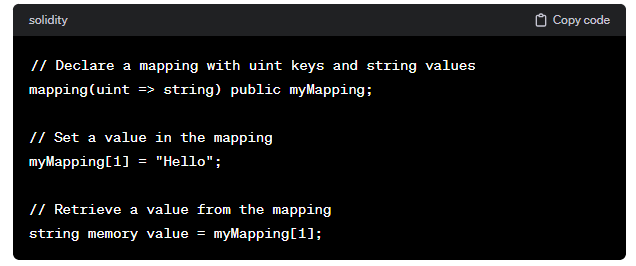 solidity
Copy code
// Declare a mapping with uint keys and string values
mapping(uint => string) public myMapping;
// Set a value in the mapping
myMapping[1] = "Hello";
// Retrieve a value from the mapping
string memory value = myMapping[1];